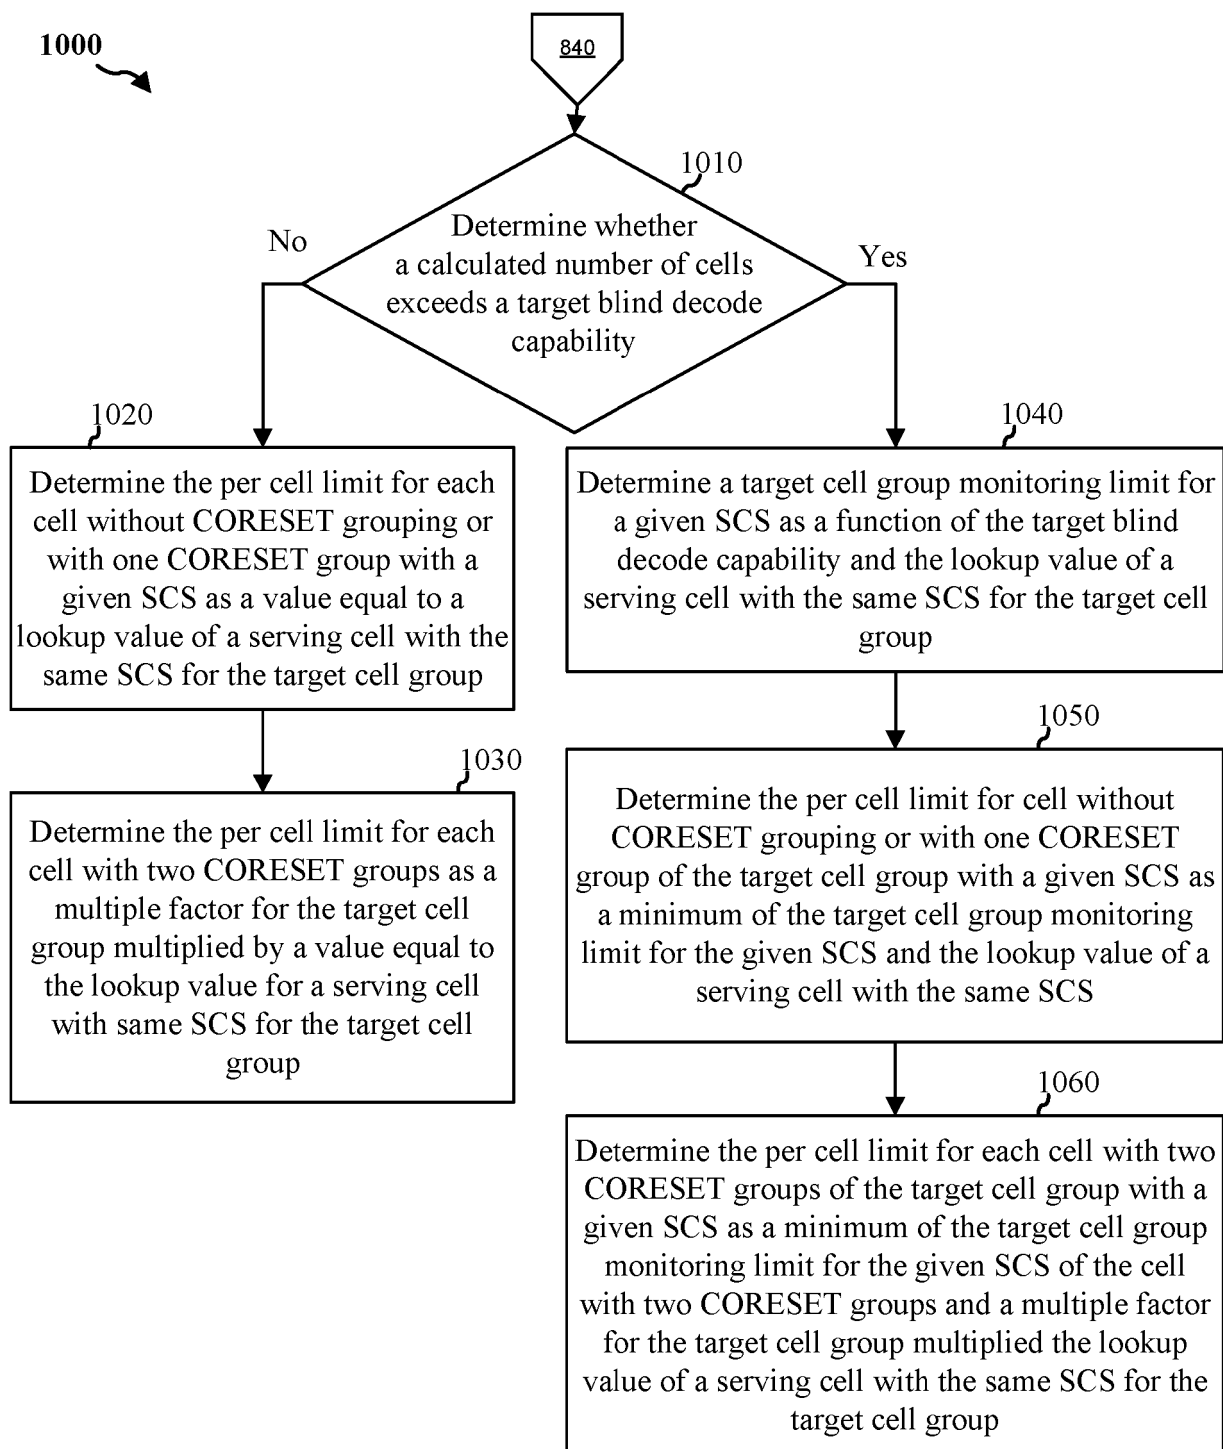 1000
840
1010
Determine whether
a calculated number of cells
exceeds a target blind decode
capability
No
Yes
1020
Determine the per cell limit for each
cell without CORESET grouping or
with one CORESET group with a
given SCS as a value equal to a
lookup value of a serving cell with the
same SCS for the target cell group
1030
Determine the per cell limit for each
cell with two CORESET groups as a
multiple factor for the target cell
group multiplied by a value equal to
the lookup value for a serving cell
with same SCS for the target cell
group
1040
Determine a target cell group monitoring limit for
a given SCS as a function of the target blind
decode capability and the lookup value of a
serving cell with the same SCS for the target cell
group
1050
Determine the per cell limit for cell without
CORESET grouping or with one CORESET
group of the target cell group with a given SCS as
a minimum of the target cell group monitoring
limit for the given SCS and the lookup value of a
serving cell with the same SCS
1060
Determine the per cell limit for each cell with two
CORESET groups of the target cell group with a
given SCS as a minimum of the target cell group
monitoring limit for the given SCS of the cell
with two CORESET groups and a multiple factor
for the target cell group multiplied the lookup
value of a serving cell with the same SCS for the
target cell group